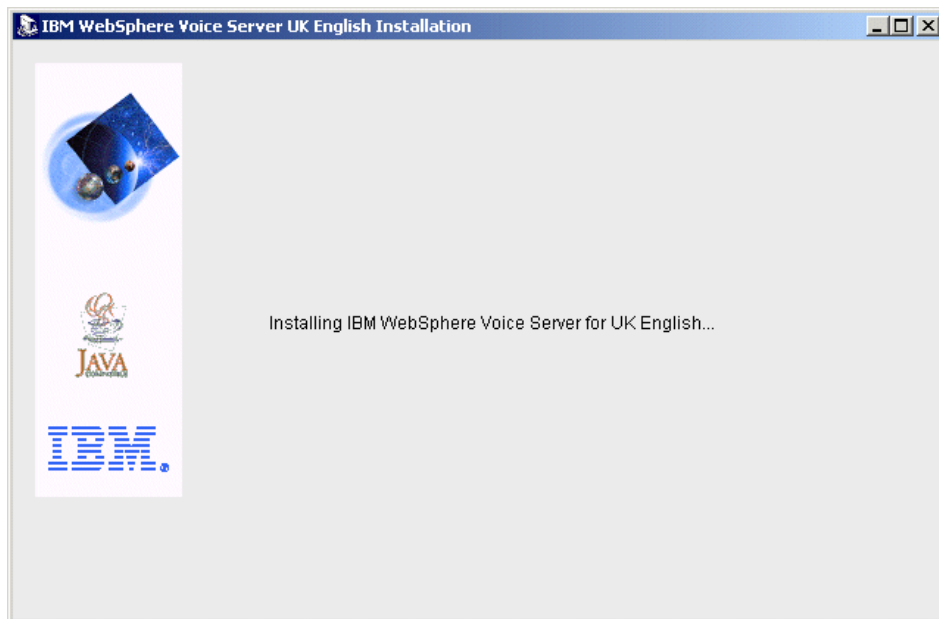 IBM WebSphere Voice Server UK English Installation
Installing IBM WebSphere Voice Server for UK English...
JAVA
IBM®